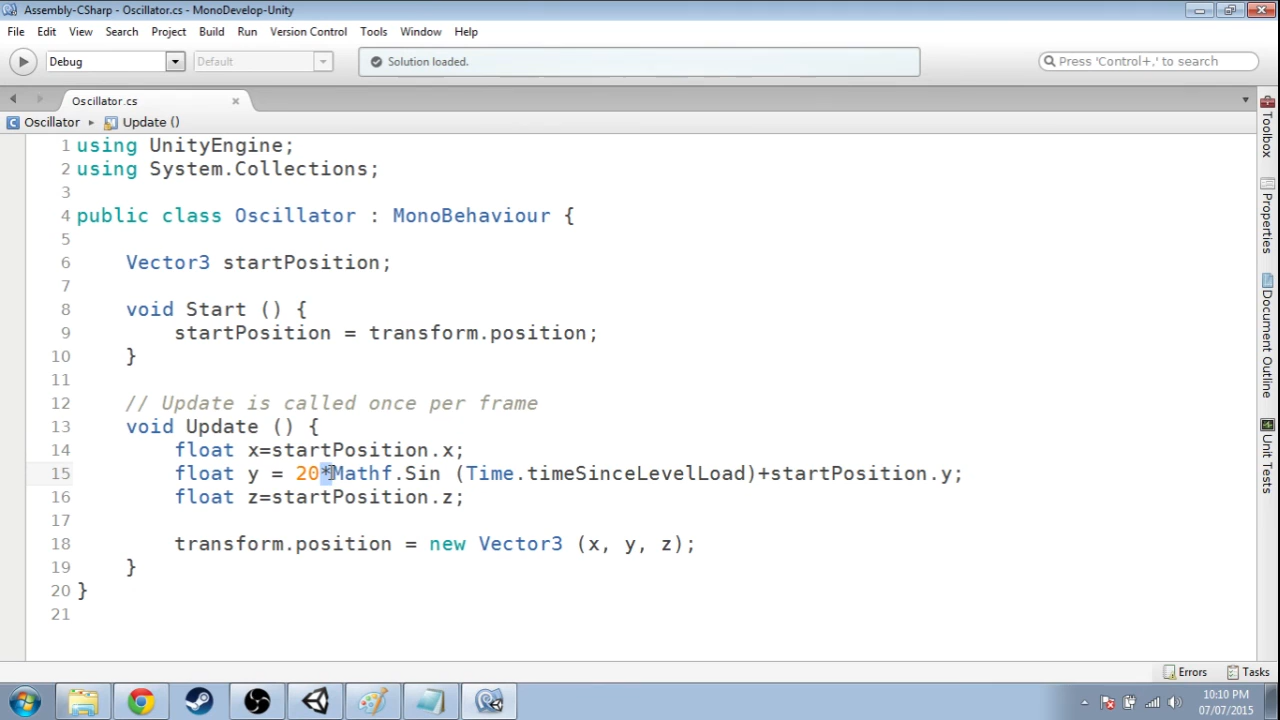 Assembly-CSharp - Oscillator.cs - MonoDevelop-Unity
File Edit View Search Project Build Run Version Control Tools Window Help
Debug Default Solution loaded. Press 'Control+,' to search
Oscillator.cs
Oscillator Update ()
1 using UnityEngine;
2 using System.Collections;
3
4 public class Oscillator : MonoBehaviour {
5
6 Vector3 startPosition;
7
8 void Start () {
9 startPosition = transform.position;
10 }
11
12 // Update is called once per frame
13 void Update () {
14 float x=startPosition.x;
15 float y = 20*Mathf.Sin (Time.timeSinceLevelLoad)+startPosition.y;
16 float z=startPosition.z;
17
18 transform.position = new Vector3 (x, y, z);
19 }
20 }
21
Toolbox
Properties
Document Outline
Unit Tests
Errors Tasks
10:10 PM
07/07/2015